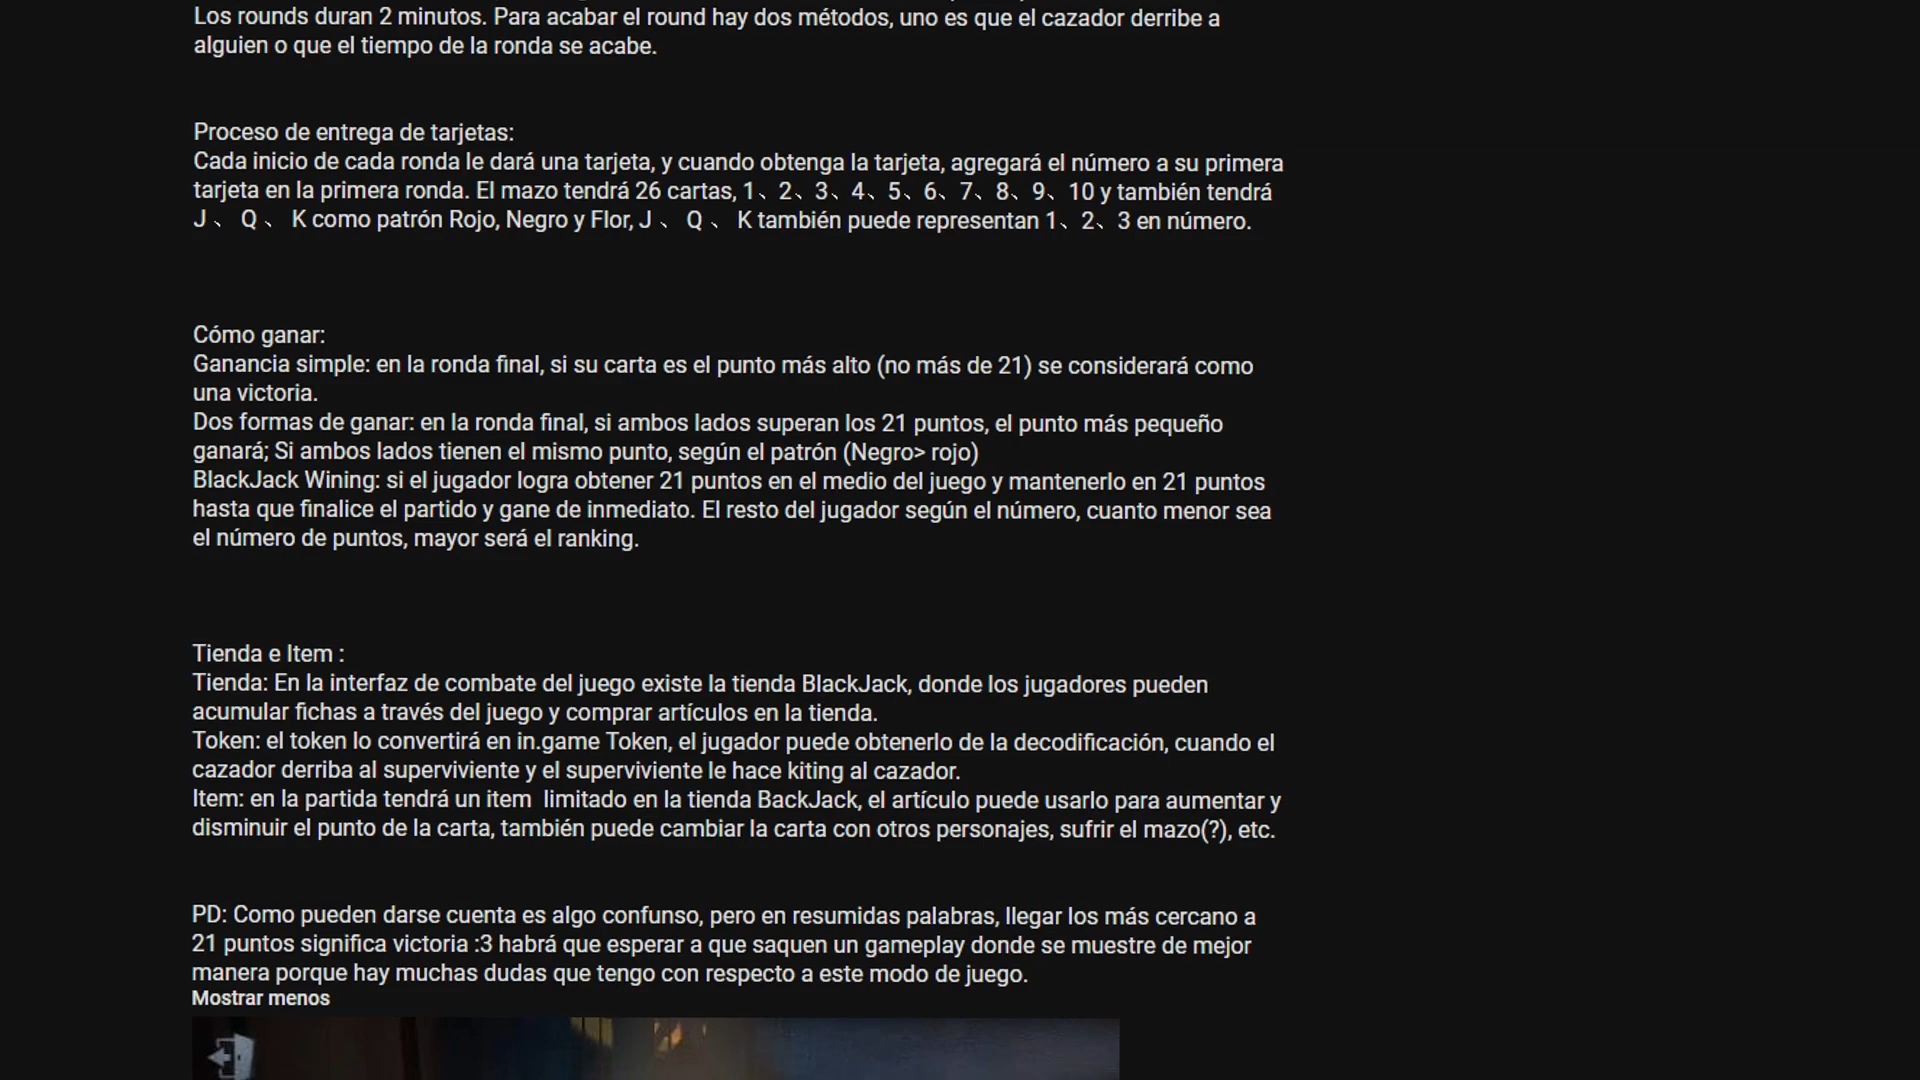 Los rounds duran 2 minutos. Para acabar el round hay dos métodos, uno es que el cazador derribe a
alguien o que el tiempo de la ronda se acabe.
Proceso de entrega de tarjetas:
Cada inicio de cada ronda le dará una tarjeta, y cuando obtenga la tarjeta, agregará el número a su primera
tarjeta en la primera ronda. El mazo tendrá 26 cartas, 1、2、3、4、5、6、7、8、9、10 y también tendrá
J 、 Q 、 K como patrón Rojo, Negro y Flor, J 、 Q 、 K también puede representan 1、2、3 en número.
Cómo ganar:
Ganancia simple: en la ronda final, si su carta es el punto más alto (no más de 21) se considerará como
una victoria.
Dos formas de ganar: en la ronda final, si ambos lados superan los 21 puntos, el punto más pequeño
ganará; Si ambos lados tienen el mismo punto, según el patrón (Negro> rojo)
BlackJack Wining: si el jugador logra obtener 21 puntos en el medio del juego y mantenerlo en 21 puntos
hasta que finalice el partido y gane de inmediato. El resto del jugador según el número, cuanto menor sea
el número de puntos, mayor será el ranking.
Tienda e Item :
Tienda: En la interfaz de combate del juego existe la tienda BlackJack, donde los jugadores pueden
acumular fichas a través del juego y comprar artículos en la tienda.
Token: el token lo convertirá en in.game Token, el jugador puede obtenerlo de la decodificación, cuando el
cazador derriba al superviviente y el superviviente le hace kiting al cazador.
Item: en la partida tendrá un item  limitado en la tienda BackJack, el artículo puede usarlo para aumentar y
disminuir el punto de la carta, también puede cambiar la carta con otros personajes, sufrir el mazo(?), etc.
PD: Como pueden darse cuenta es algo confunso, pero en resumidas palabras, llegar los más cercano a
21 puntos significa victoria :3 habrá que esperar a que saquen un gameplay donde se muestre de mejor
manera porque hay muchas dudas que tengo con respecto a este modo de juego.
Mostrar menos